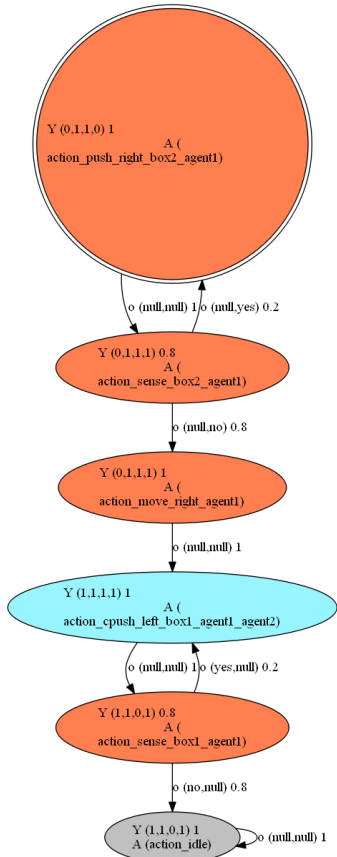 Y (0,1,1,0) 1
A (
action_push_right_box2_agent1)
o (null,null) 1
o (null,yes) 0.2
Y (0,1,1,1) 0.8
A (
action_sense_box2_agent1)
o (null,no) 0.8
Y (0,1,1,1) 1
A (
action_move_right_agent1)
o (null,null) 1
Y (1,1,1,1) 1
A (
action_cpush_left_box1_agent1_agent2)
o (null,null) 1
o (yes,null) 0.2
Y (1,1,0,1) 0.8
A (
action_sense_box1_agent1)
o (no,null) 0.8
Y (1,1,0,1) 1
A (action_idle)
o (null,null) 1